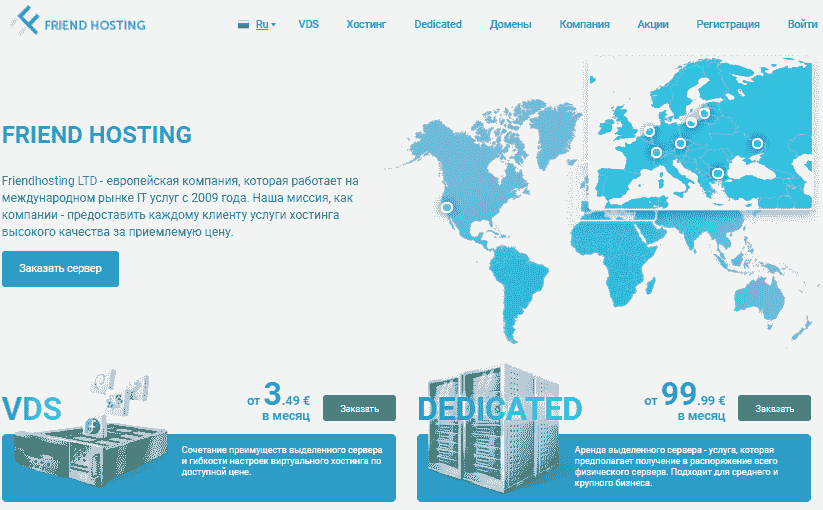 FRIEND HOSTING
Ru
VDS
Хостинг
Dedicated
Домены
Компания
Акции
Регистрация
Войти
FRIEND HOSTING
Friendhosting LTD - европейская компания, которая работает на
международном рынке IT услуг с 2009 года. Наша миссия, как
компании - предоставить каждому клиенту услуги хостинга
высокого качества за приемлемую цену.
Заказать сервер
VDS
от 3.49 €
в месяц
Заказать
Сочетание преимуществ выделенного сервера
и гибкости настроек виртуального хостинга по
доступной цене.
DEDICATED
от 99.99 €
в месяц
Заказать
Аренда выделенного сервера - услуга, которая
предполагает получение в распоряжение всего
физического сервера. Подходит для среднего и
крупного бизнеса.